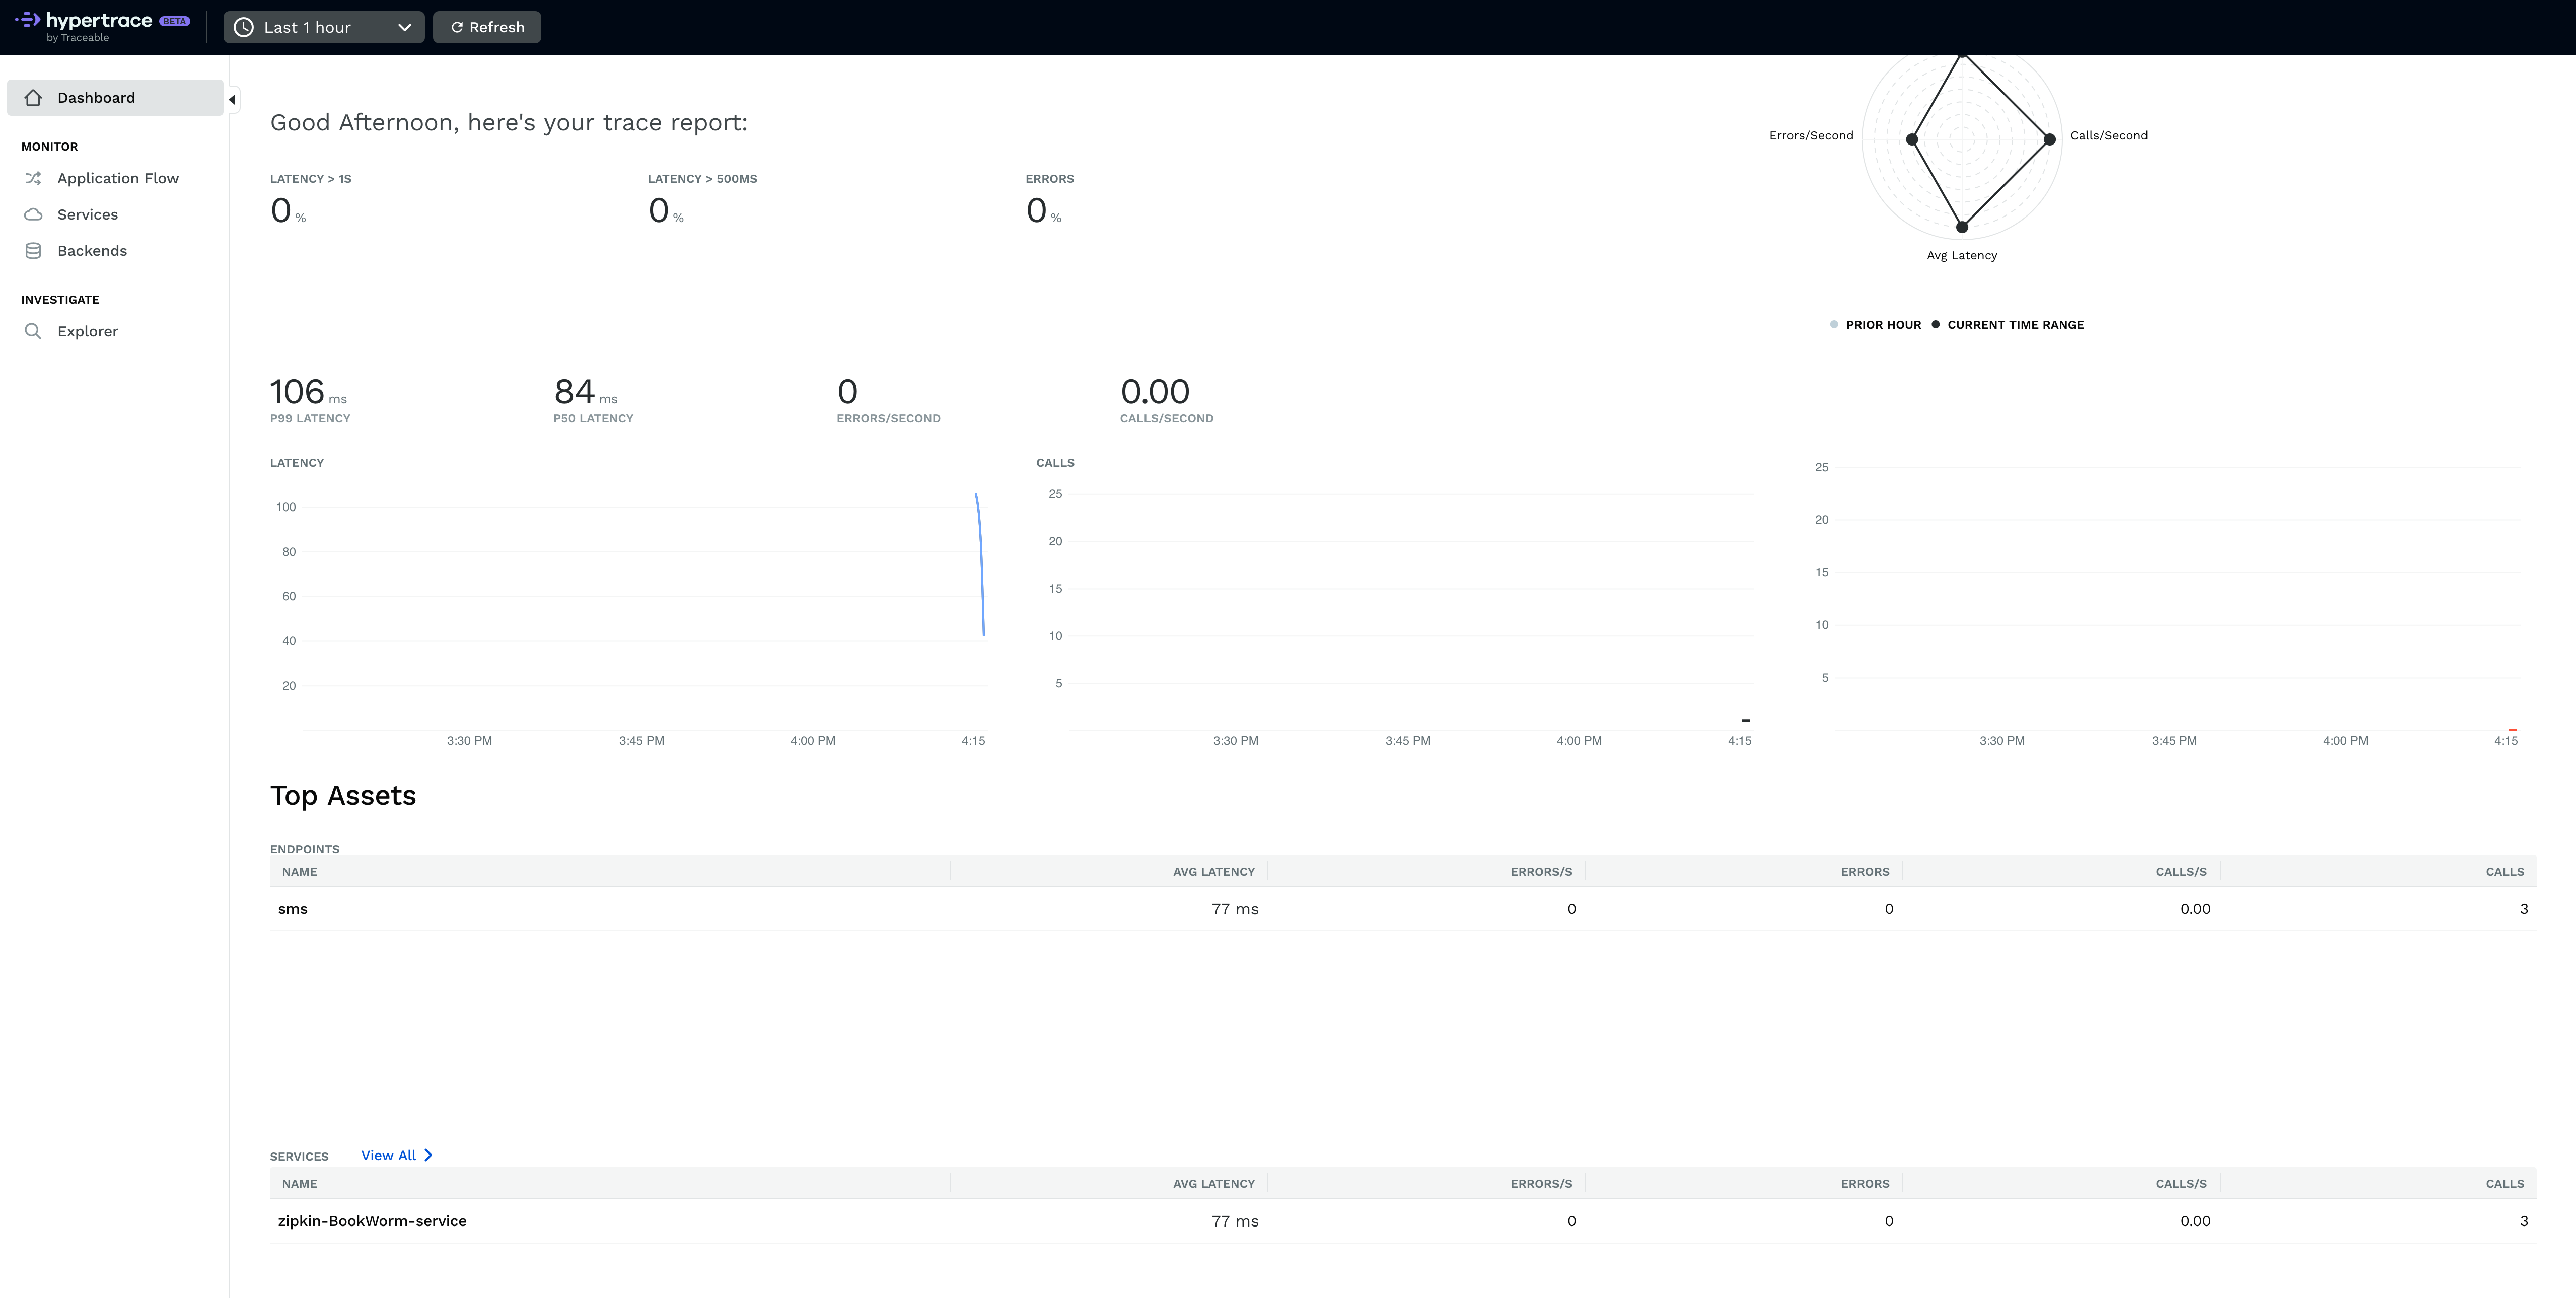 hypertrace BETA
by Traceable
Last 1 hour
Refresh
Dashboard
MONITOR
Application Flow
Services
Backends
INVESTIGATE
Explorer
Good Afternoon, here's your trace report:
LATENCY > 1S
0 %
LATENCY > 500MS
0 %
ERRORS
0 %
Errors/Second
Calls/Second
Avg Latency
PRIOR HOUR CURRENT TIME RANGE
106 ms
P99 LATENCY
84 ms
P50 LATENCY
0
ERRORS/SECOND
0.00
CALLS/SECOND
LATENCY
100
80
60
40
20
3:30 PM 3:45 PM 4:00 PM 4:15
CALLS
25
20
15
10
5
3:30 PM 3:45 PM 4:00 PM 4:15
25
20
15
10
5
3:30 PM 3:45 PM 4:00 PM 4:15
Top Assets
ENDPOINTS
NAME AVG LATENCY ERRORS/S ERRORS CALLS/S CALLS
sms 77 ms 0 0 0.00 3
SERVICES View All
NAME AVG LATENCY ERRORS/S ERRORS CALLS/S CALLS
zipkin-BookWorm-service 77 ms 0 0 0.00 3